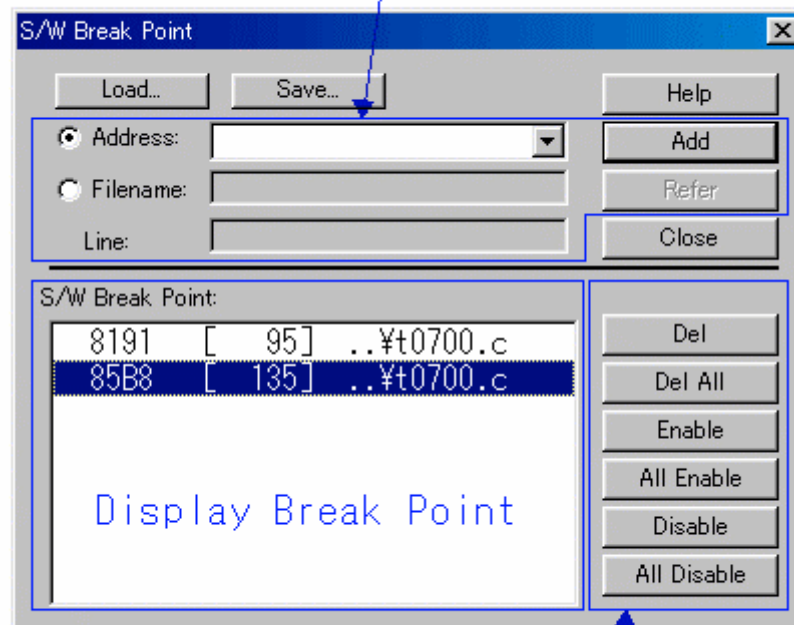 S/W Break Point
Load... Save... Help
Address: Add
Filename: Refer
Line: Close
S/W Break Point:
8191 [ 95] ..¥t0700.c
85B8 [ 135] ..¥t0700.c
Display Break Point
Del
Del All
Enable
All Enable
Disable
All Disable